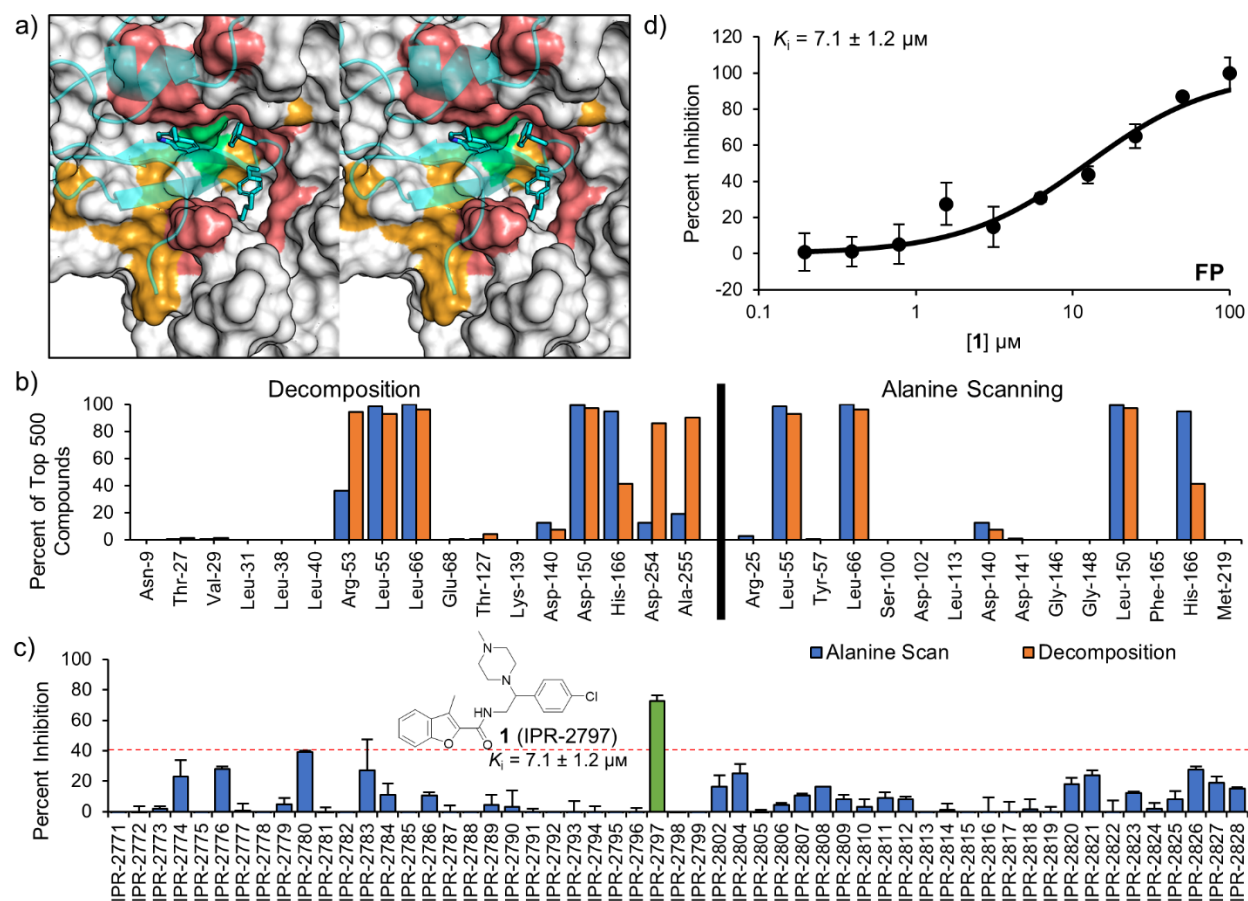 a)
d)
Ki = 7.1 ± 1.2 μM
Percent Inhibition
120
100
80
60
40
20
0
-20
0.1
1
10
100
[1] μM
FP
b)
Decomposition
Alanine Scanning
Percent of Top 500
Compounds
100
80
60
40
20
0
Asn-9
Thr-27
Val-29
Leu-31
Leu-38
Leu-40
Arg-53
Leu-55
Leu-66
Glu-68
Thr-127
Lys-139
Asp-140
Asp-150
His-166
Asp-254
Ala-255
Arg-25
Leu-55
Tyr-57
Leu-66
Ser-100
Asp-102
Leu-113
Asp-140
Asp-141
Gly-146
Gly-148
Leu-150
Phe-165
His-166
Met-219
c)
Alanine Scan
Decomposition
Percent Inhibition
100
80
60
40
20
0
N
N
Cl
NH
O
O
1 (IPR-2797)
Ki = 7.1 ± 1.2 μM
IPR-2771
IPR-2772
IPR-2773
IPR-2774
IPR-2775
IPR-2776
IPR-2777
IPR-2778
IPR-2779
IPR-2780
IPR-2781
IPR-2782
IPR-2783
IPR-2784
IPR-2785
IPR-2786
IPR-2787
IPR-2788
IPR-2789
IPR-2790
IPR-2791
IPR-2792
IPR-2793
IPR-2794
IPR-2795
IPR-2796
IPR-2797
IPR-2798
IPR-2799
IPR-2802
IPR-2804
IPR-2805
IPR-2806
IPR-2807
IPR-2808
IPR-2809
IPR-2810
IPR-2811
IPR-2812
IPR-2813
IPR-2814
IPR-2815
IPR-2816
IPR-2817
IPR-2818
IPR-2819
IPR-2820
IPR-2821
IPR-2822
IPR-2823
IPR-2824
IPR-2825
IPR-2826
IPR-2827
IPR-2828